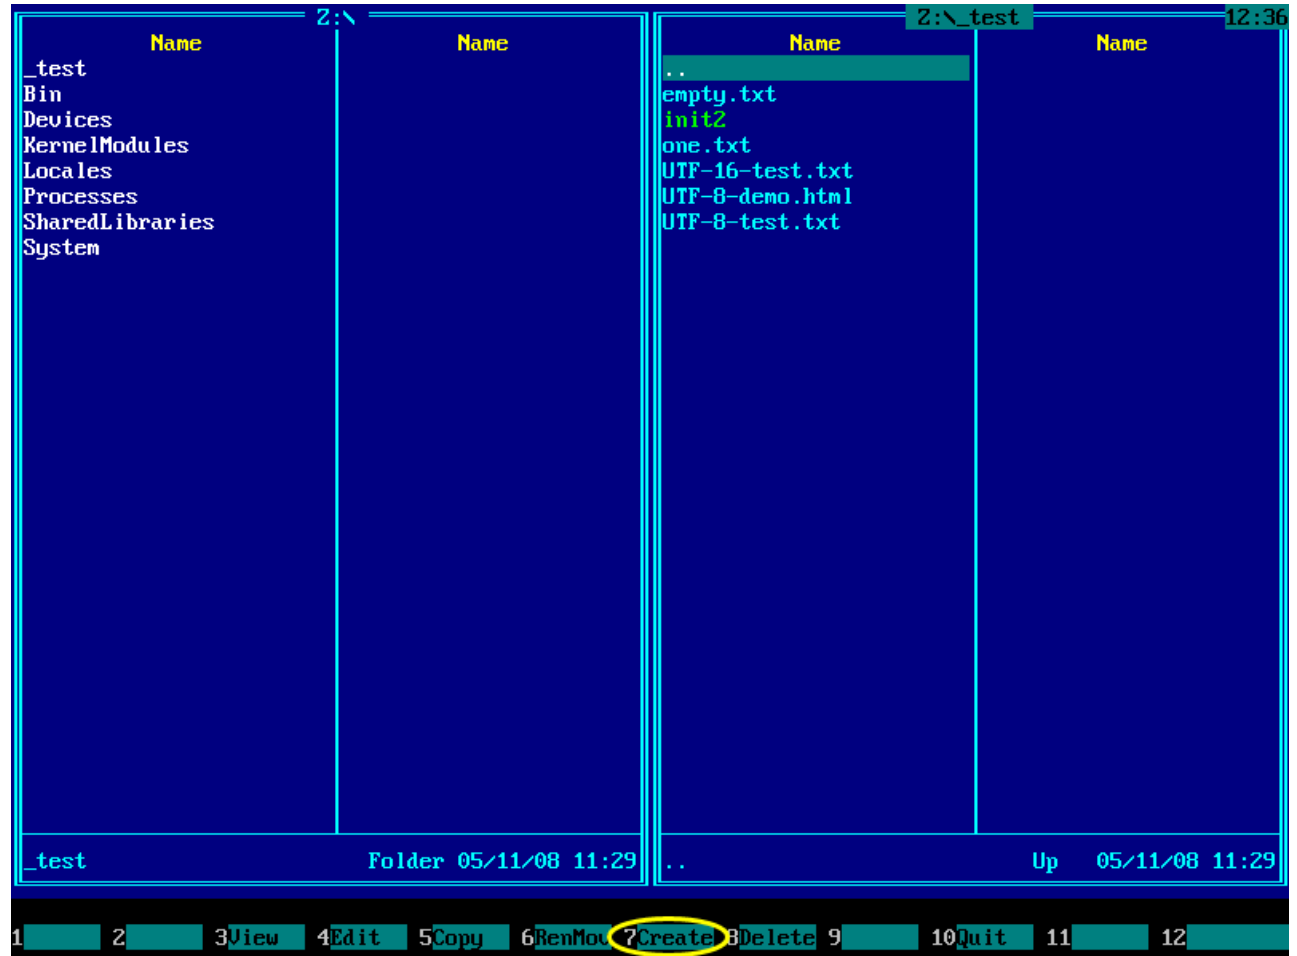 Z:\
Name Name
_test
Bin
Devices
KernelModules
Locales
Processes
SharedLibraries
System
_test Folder 05/11/08 11:29
Z:\_test 12:36
Name Name
..
empty.txt
init2
one.txt
UTF-16-test.txt
UTF-8-demo.html
UTF-8-test.txt
.. Up 05/11/08 11:29
1 2 3View 4Edit 5Copy 6RenMov 7Create 8Delete 9 10Quit 11 12